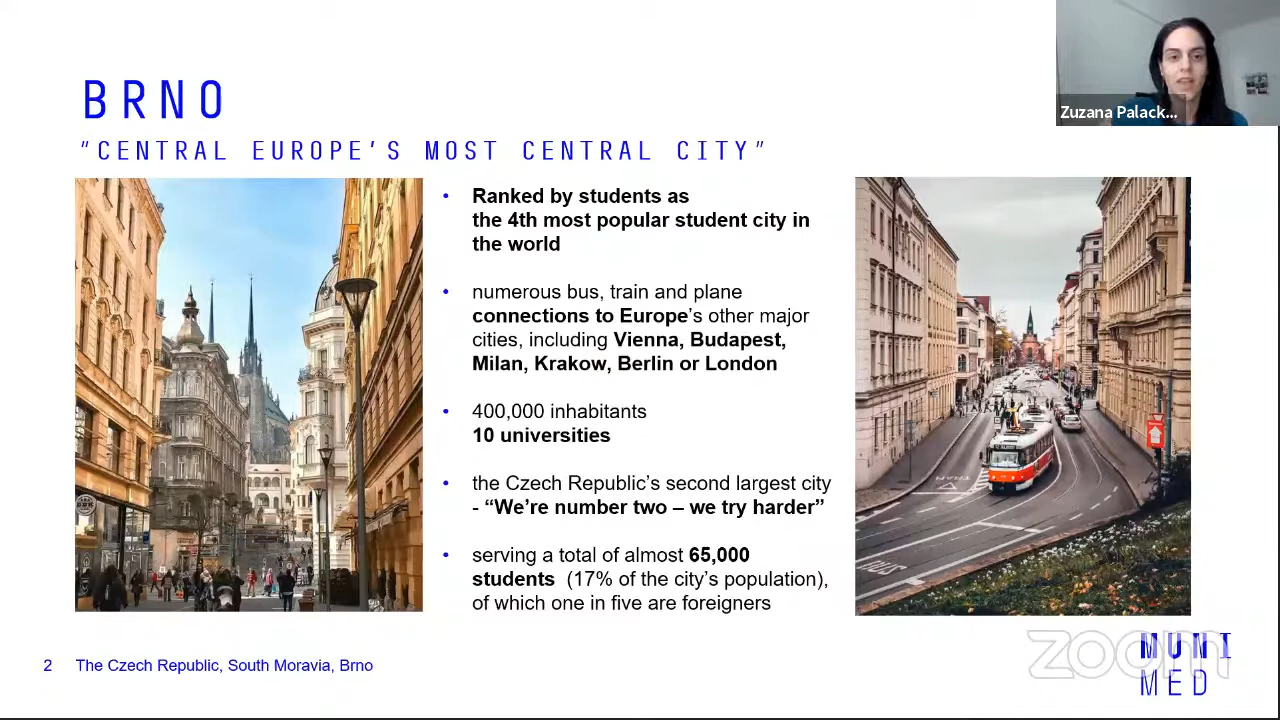 BRNO
"CENTRAL EUROPE'S MOST CENTRAL CITY"
Zuzana Palack...
• Ranked by students as
the 4th most popular student city in
the world
• numerous bus, train and plane
connections to Europe's other major
cities, including Vienna, Budapest,
Milan, Krakow, Berlin or London
• 400,000 inhabitants
10 universities
• the Czech Republic's second largest city
- “We're number two – we try harder”
• serving a total of almost 65,000
students (17% of the city's population),
of which one in five are foreigners
BUS
2 The Czech Republic, South Moravia, Brno
zoom
MUNI
MED